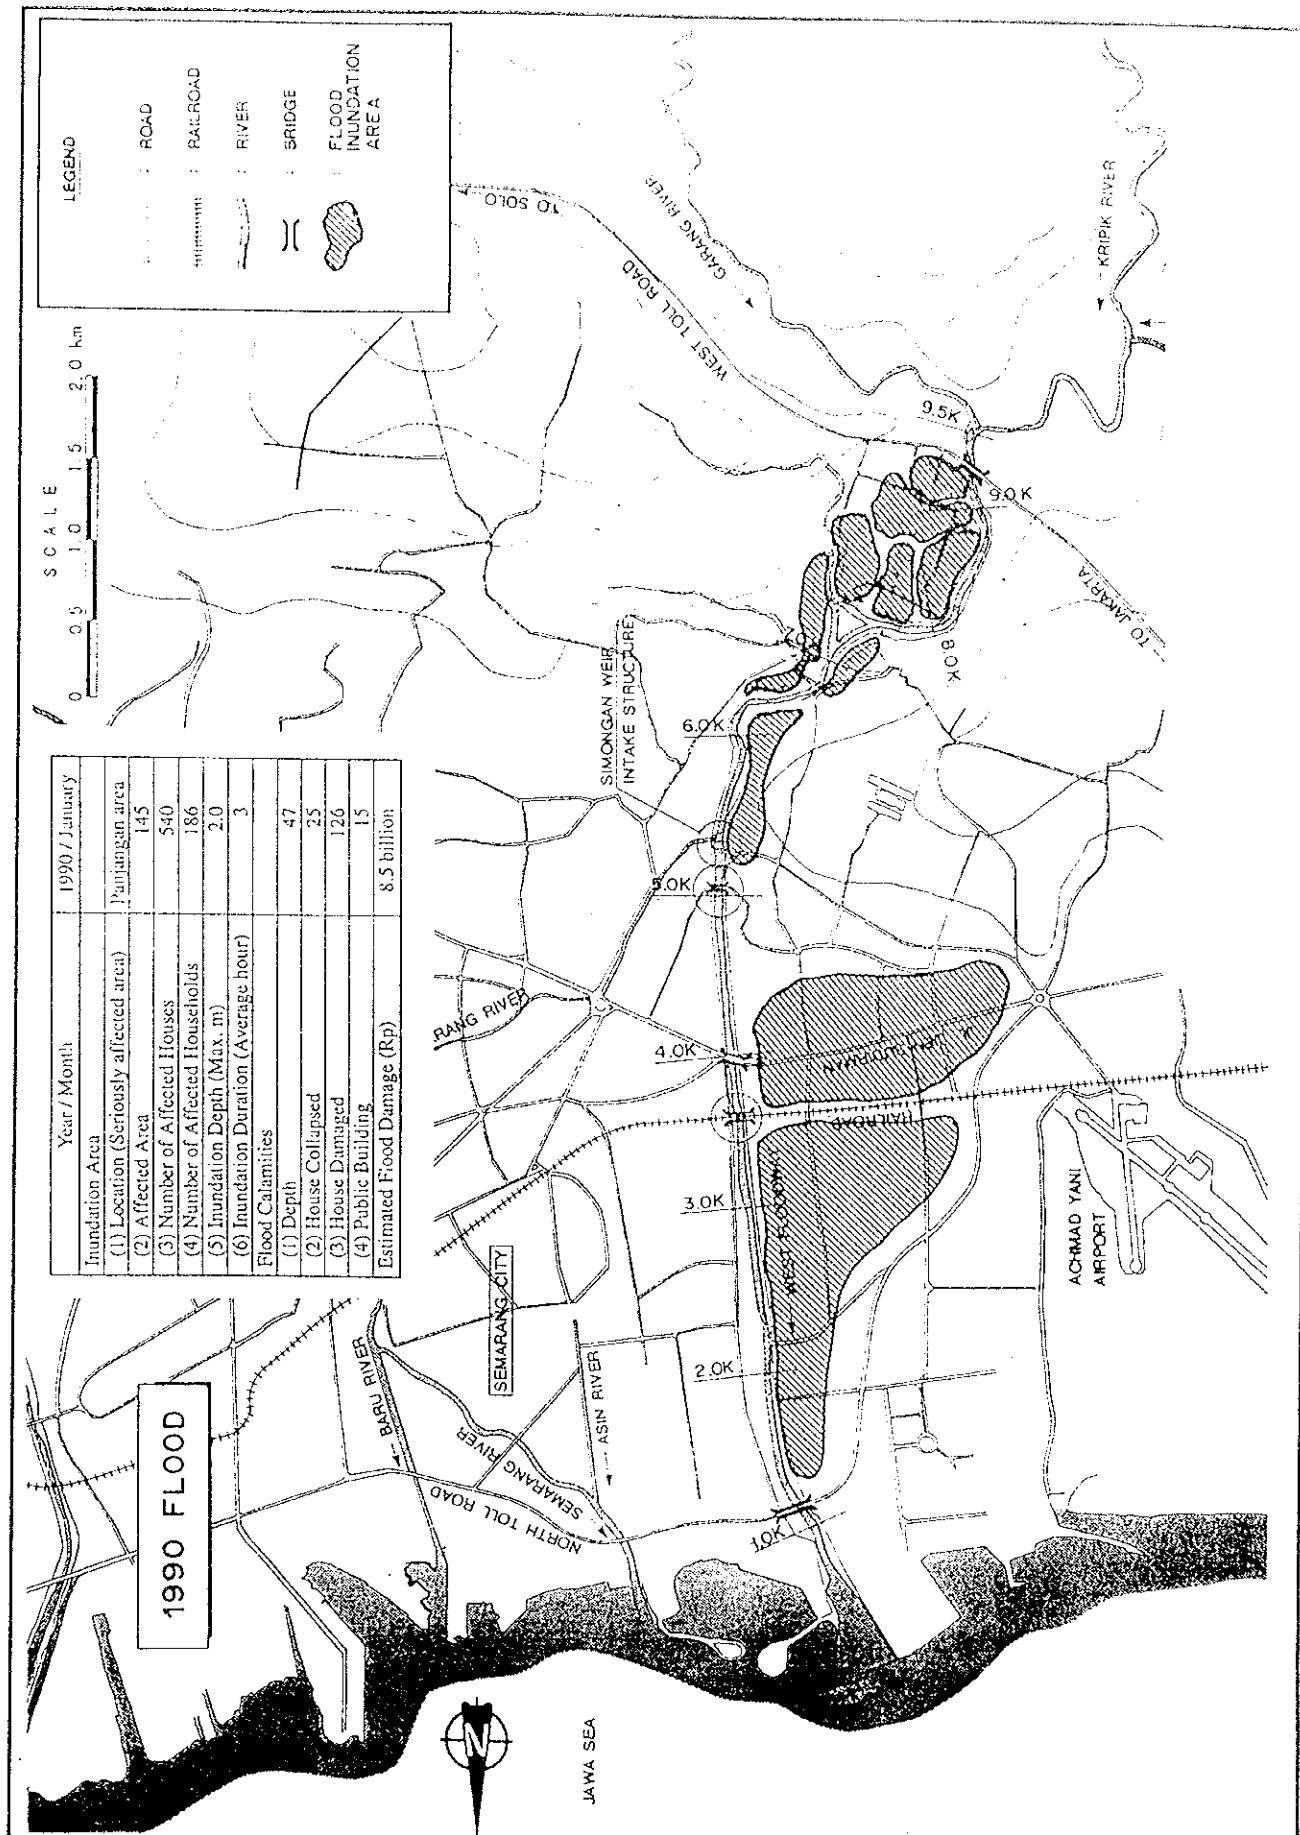 1990 FLOOD
Year / Month 1990 / January
Inundation Area
(1) Location (Seriously affected area) Panjangan area
(2) Affected Area 145
(3) Number of Affected Houses 540
(4) Number of Affected Households 186
(5) Inundation Depth (Max. m) 2.0
(6) Inundation Duration (Average hour) 3
Flood Calamities
(1) Depth 47
(2) House Collapsed 25
(3) House Damaged 126
(4) Public Building 15
Estimated Flood Damage (Rp) 8.5 billion
SCALE
0 0.5 1.0 1.5 2.0 km
LEGEND
: ROAD
: RAILROAD
: RIVER
: BRIDGE
: FLOOD
INUNDATION
AREA
BARU RIVER
SEMARANG CITY
SEMARANG RIVER
ASIN RIVER
NORTH TOLL ROAD
RANG RIVER
SIMONGAN WEIR
INTAKE STRUCTURE
TO SOLO
WEST TOLL ROAD
GARANG RIVER
KRIPIK RIVER
TO JAKARTA
1.0K
2.0K
3.0K
4.0K
5.0K
6.0K
8.0K
9.0K
9.5K
WEST FLOODWAY
RAILROAD
ACHMAD YANI
AIRPORT
N
JAWA SEA